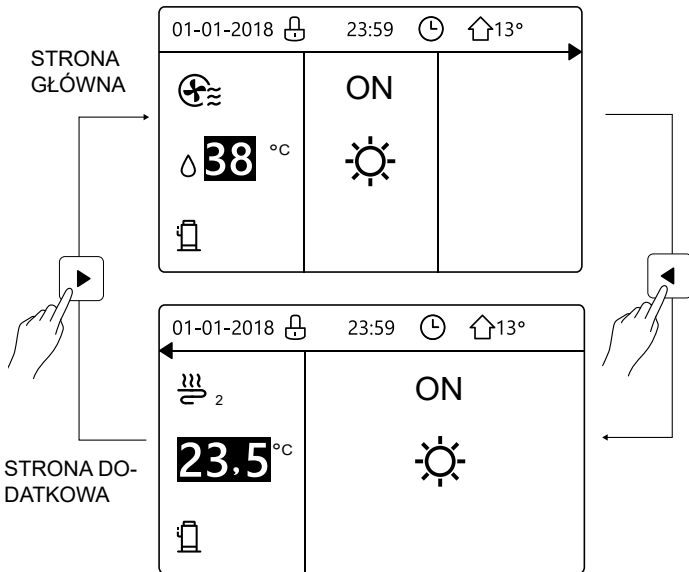 01-01-2018 23:59 13°
STRONA
GŁÓWNA
ON
38 °C
01-01-2018 23:59 13°
2
ON
23,5 °C
STRONA DO-
DATKOWA